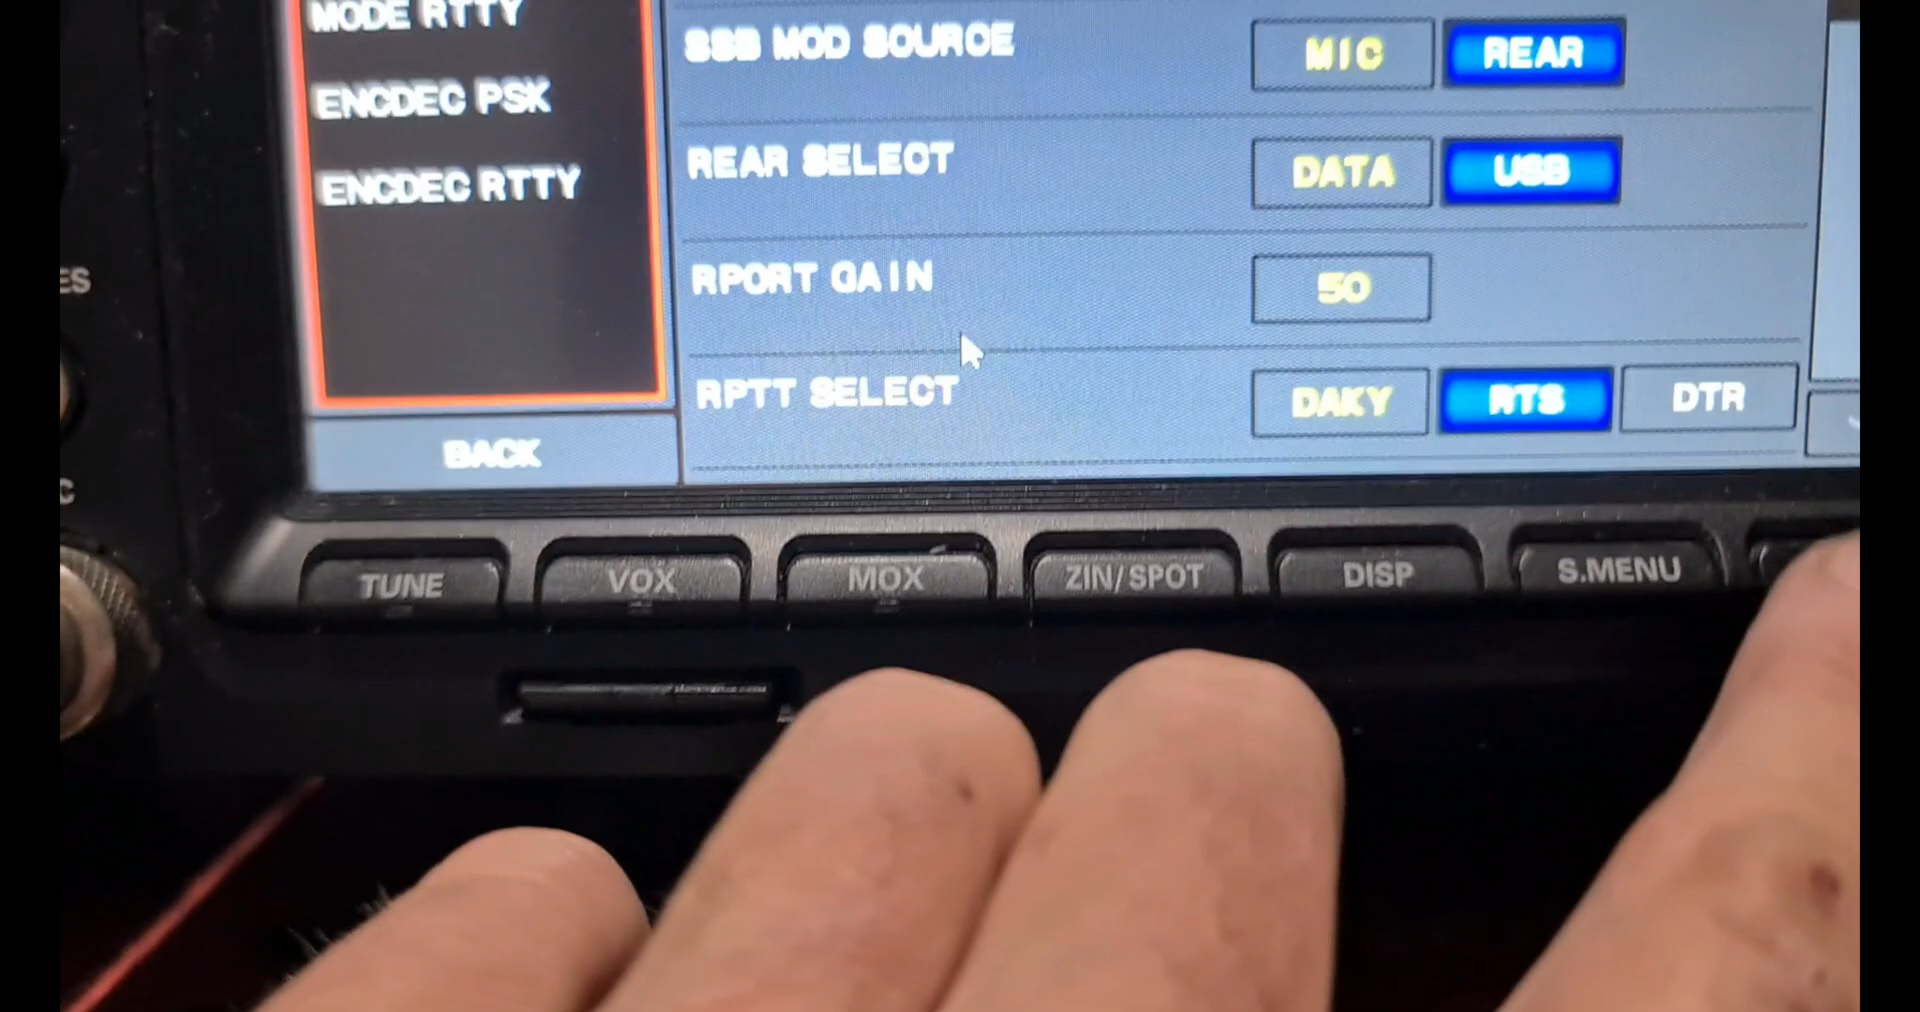 MODE RTTY
SSB MOD SOURCE MIC REAR
ENCDEC PSK
REAR SELECT DATA USB
ENCDEC RTTY
RPORT GAIN 50
ES
RPTT SELECT DAKY RTS DTR
BACK
C
TUNE VOX MOX ZIN/SPOT DISP S.MENU